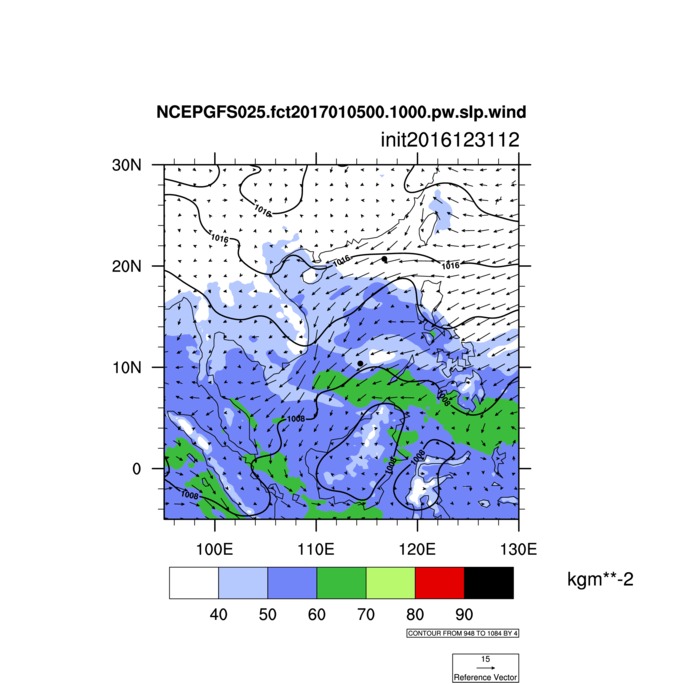 NCEPGFS025.fct2017010500.1000.pw.slp.wind
init2016123112
30N
20N
10N
0
1016
1016
1016
1016
1008
1008
1008
1008
1008
100E 110E 120E 130E
kgm**-2
40 50 60 70 80 90
CONTOUR FROM 948 TO 1084 BY 4
15
Reference Vector